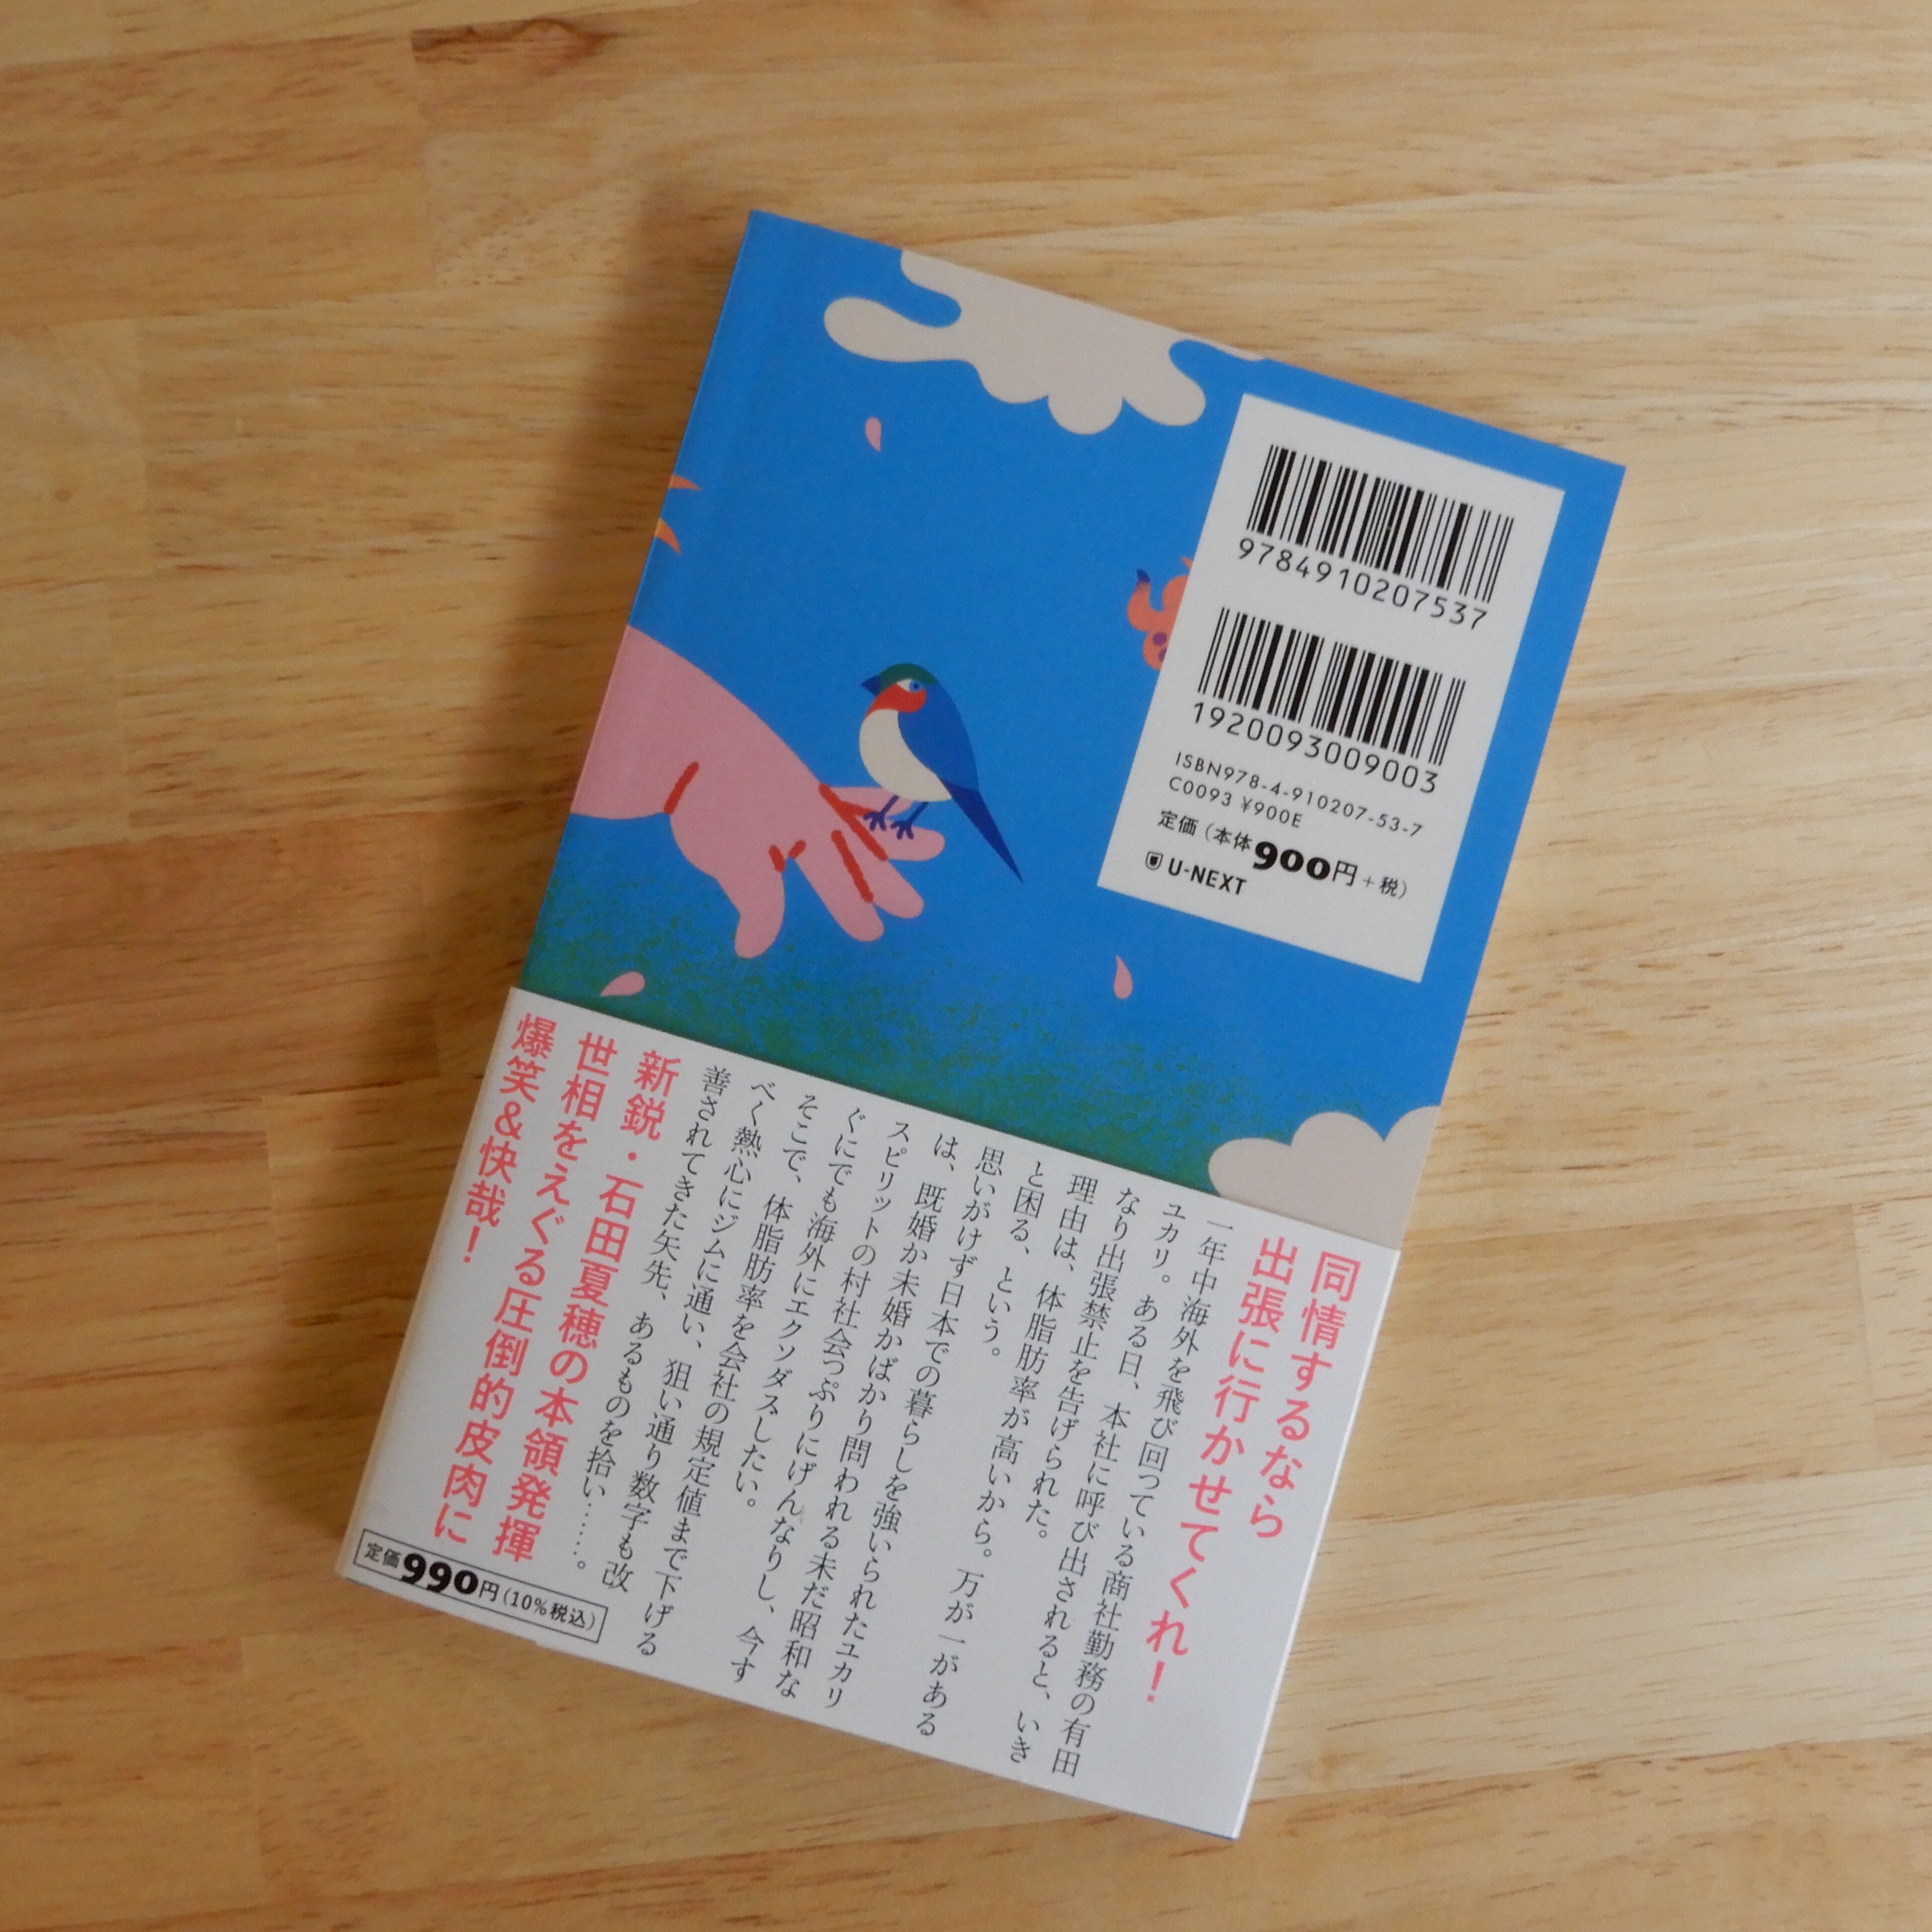 9784910207537
1920093009003
ISBN978-4-910207-53-7
C0093 ¥900E
定価（本体900円＋税）
U-NEXT
同情するなら
出張に行かせてくれ！
一年中海外を飛び回っている商社勤務の有田
ユカリ。ある日、本社に呼び出されると、いき
なり出張禁止を告げられた。
理由は、体脂肪率が高いから。万が一がある
と困る、という。
思いがけず日本での暮らしを強いられたユカリ
は、既婚か未婚かばかり問われる未だ昭和な
スピリットの村社会っぷりにげんなりし、今す
ぐにでも海外にエクソダスしたい。
そこで、体脂肪率を会社の規定値まで下げる
べく熱心にジムに通い、狙い通り数字も改
善されてきた矢先、あるものを拾い……。
新鋭・石田夏穂の本領発揮
世相をえぐる圧倒的皮肉に
爆笑&快哉！
定価990円（10%税込）